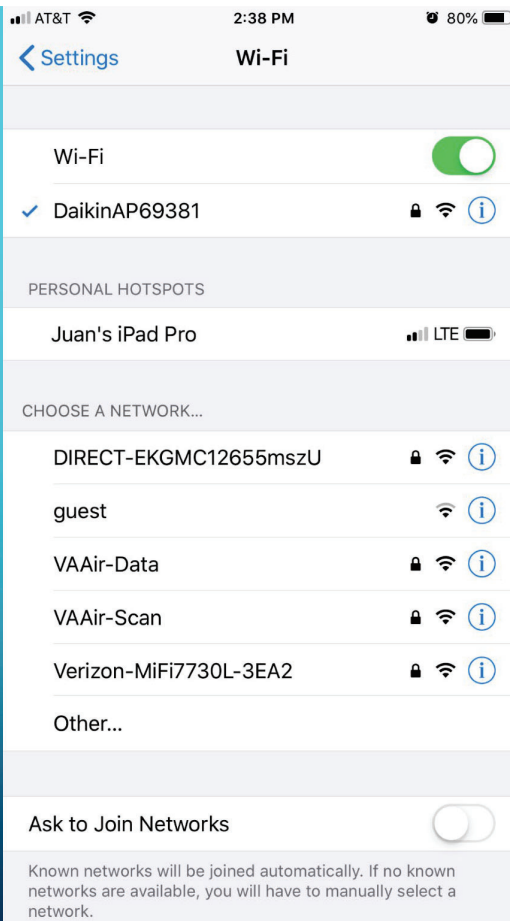 AT&T 2:38 PM 80%
Settings Wi-Fi
Wi-Fi
DaikinAP69381
PERSONAL HOTSPOTS
Juan's iPad Pro LTE
CHOOSE A NETWORK...
DIRECT-EKGMC12655mszU
guest
VAAir-Data
VAAir-Scan
Verizon-MiFi7730L-3EA2
Other...
Ask to Join Networks
Known networks will be joined automatically. If no known
networks are available, you will have to manually select a
network.